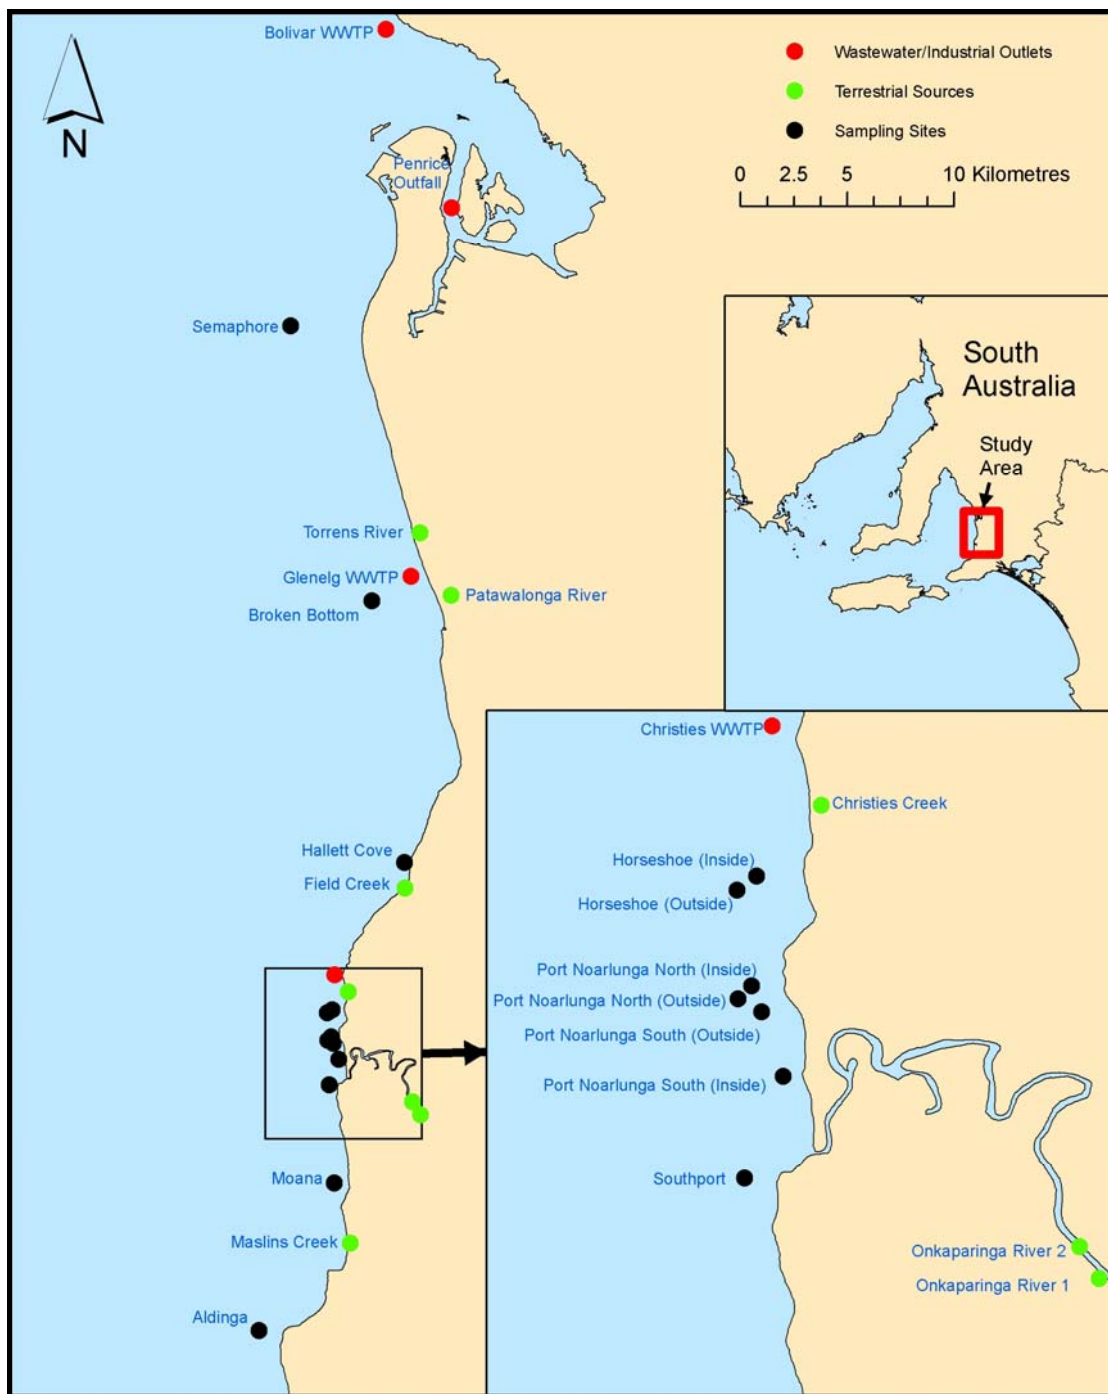 Bolivar WWTP
Wastewater/Industrial Outlets
Terrestrial Sources
Sampling Sites
N
Penrice
Outfall
0 2.5 5 10 Kilometres
Semaphore
South
Australia
Study
Area
Torrens River
Glenelg WWTP
Patawalonga River
Broken Bottom
Christies WWTP
Christies Creek
Hallett Cove
Horseshoe (Inside)
Field Creek
Horseshoe (Outside)
Port Noarlunga North (Inside)
Port Noarlunga North (Outside)
Port Noarlunga South (Outside)
Port Noarlunga South (Inside)
Moana
Southport
Maslins Creek
Onkaparinga River 2
Onkaparinga River 1
Aldinga